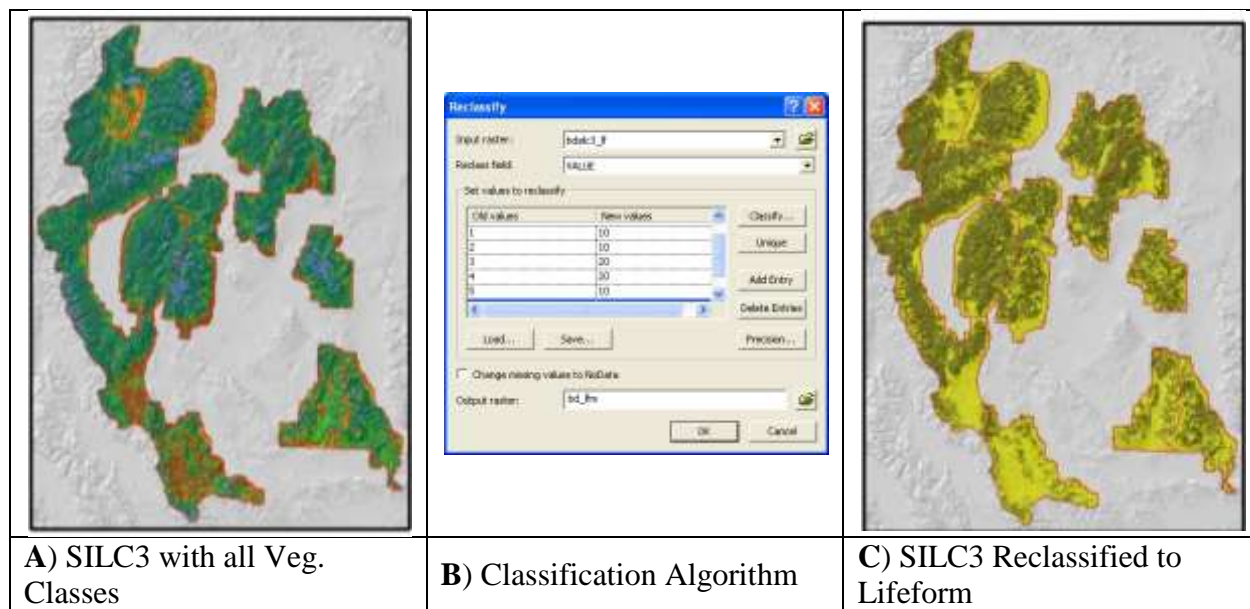 Reclassify
Input raster:
Reclass field: VALUE
Set values to reclassify
Old values New values
1 10
2 10
3 20
4
5 10
Classify...
Unique
Add Entry
Delete Entries
Load... Save... Precision...
Change missing values to NoData
Output raster:
OK Cancel
A) SILC3 with all Veg.
Classes
B) Classification Algorithm
C) SILC3 Reclassified to
Lifeform